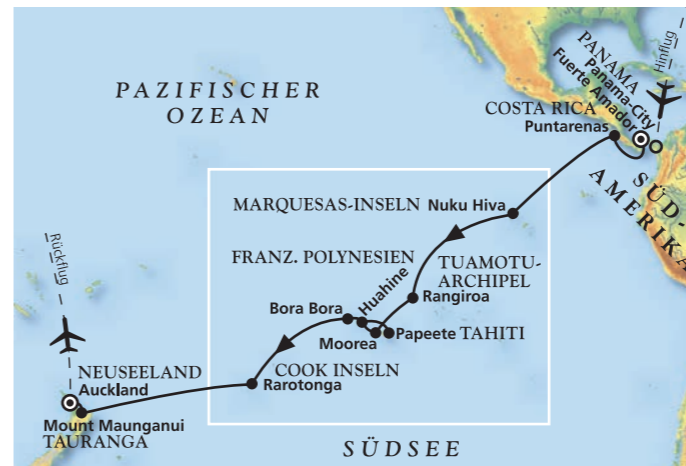 PAZIFISCHER
OZEAN
PANAMA
Panama-City
Fuerte Amador
Hinflug
COSTA RICA
Puntarenas
SÜD-
AMERIKA
MARQUESAS-INSELN
Nuku Hiva
FRANZ. POLYNESIEN
TUAMOTU-
ARCHIPEL
Huahine
Rangiroa
Bora Bora
Moorea
Papeete
TAHITI
Rückflug
NEUSEELAND
Auckland
COOK INSELN
Rarotonga
Mount Maunganui
TAURANGA
SÜDSEE